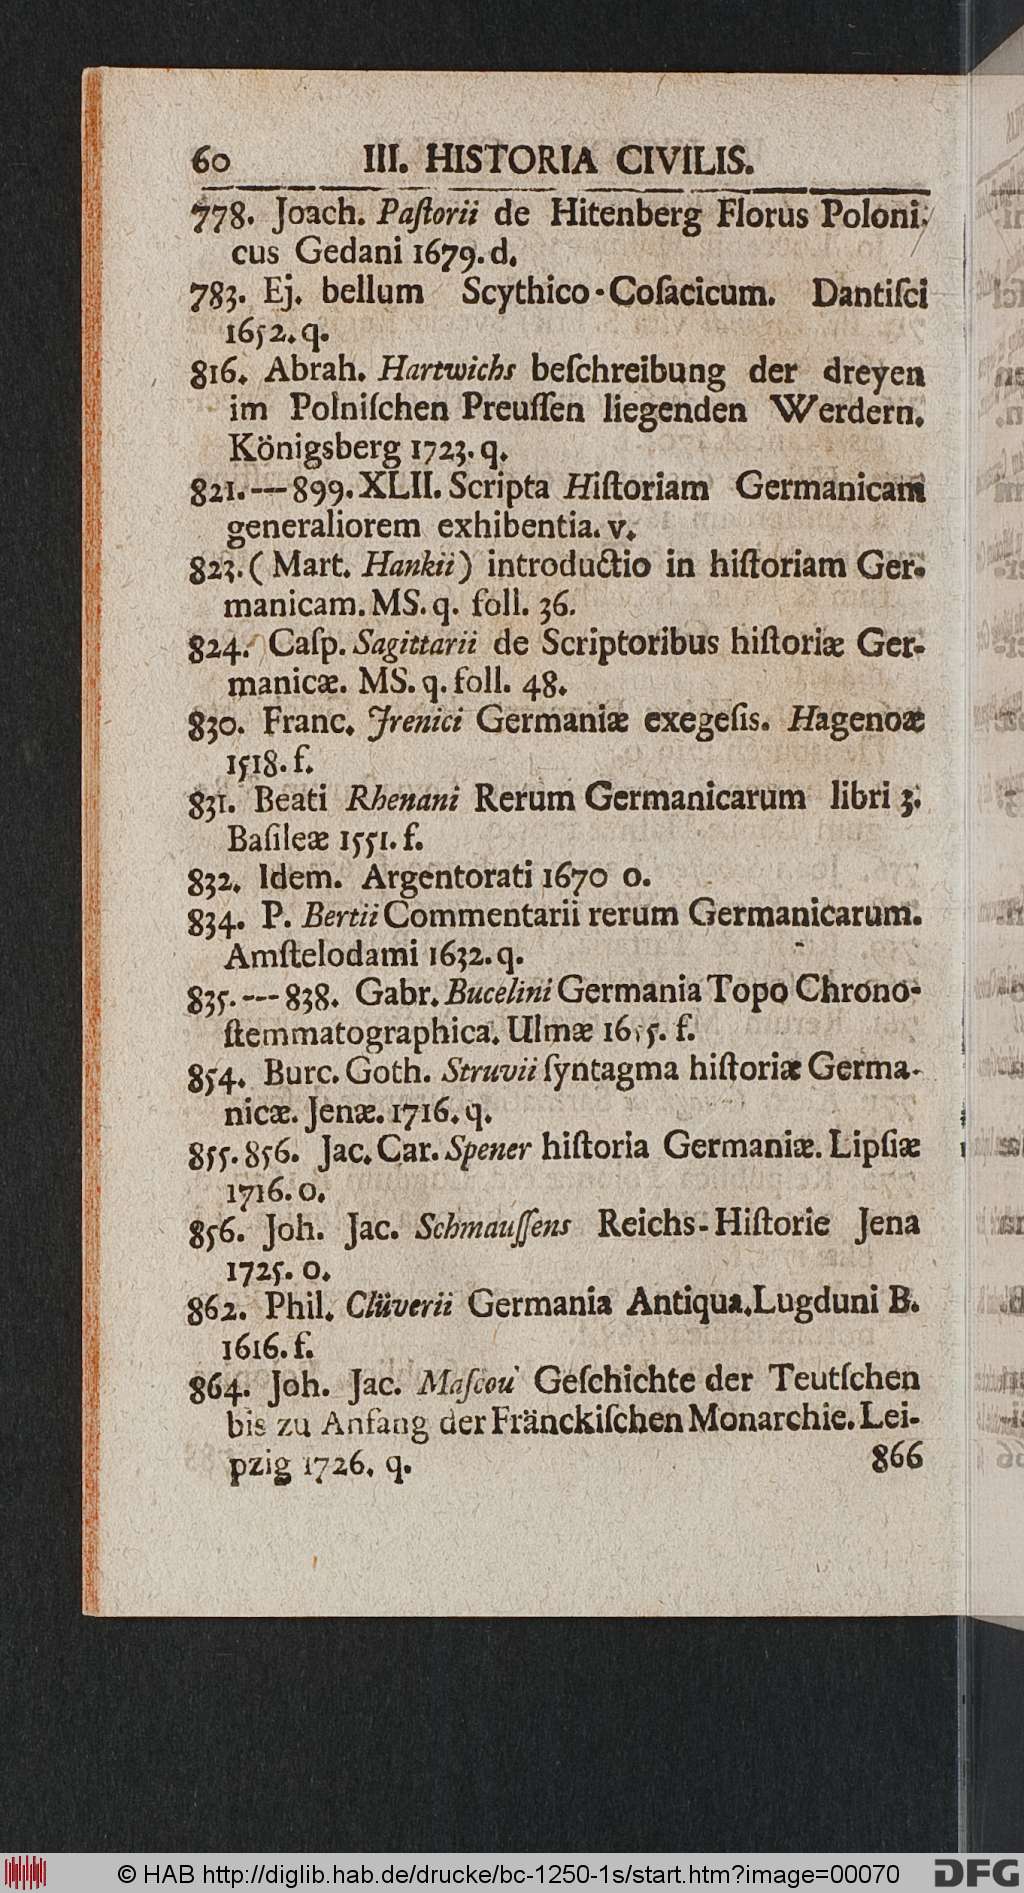 60 III. HISTORIA CIVILIS.
778. Joach. Paſtorii de Hitenberg Florus Poloni-
cus Gedani 1679. d.
783. Ej. bellum Scythico-Coſacicum. Dantiſci
1652. q.
816. Abrah. Hartwichs beſchreibung der dreyen
im Polniſchen Preuſſen liegenden Werdern.
Königsberg 1723. q.
821.---899. XLII. Scripta Hiſtoriam Germanicam
generaliorem exhibentia. v.
823. (Mart. Hankii) introductio in hiſtoriam Ger-
manicam. MS. q. foll. 36.
824. Caſp. Sagittarii de Scriptoribus hiſtoriæ Ger-
manicæ. MS. q. foll. 48.
830. Franc. Jrenici Germaniæ exegeſis. Hagenoæ
1518. f.
831. Beati Rhenani Rerum Germanicarum libri 3.
Baſileæ 1551. f.
832. Idem. Argentorati 1670 o.
834. P. Bertii Commentarii rerum Germanicarum.
Amſtelodami 1632. q.
835.---838. Gabr. Bucelini Germania Topo Chrono-
ſtemmatographica. Ulmæ f.
854. Burc. Goth. Struvii ſyntagma hiſtoriæ Germa-
nicæ. Jenæ. 1716. q.
855. 856. Jac. Car. Spener hiſtoria Germaniæ. Lipſiæ
1716. o.
856. Joh. Jac. Schmauſſens Reichs-Hiſtorie Jena
1725. o.
862. Phil. Clüverii Germania Antiqua. Lugduni B.
1616. f.
864. Joh. Jac. Maſcou Geſchichte der Teutſchen
bis zu Anfang der Fränckiſchen Monarchie. Lei-
pzig 1726. q.
866
© HAB http://diglib.hab.de/drucke/bc-1250-1s/start.htm?image=00070
DFG